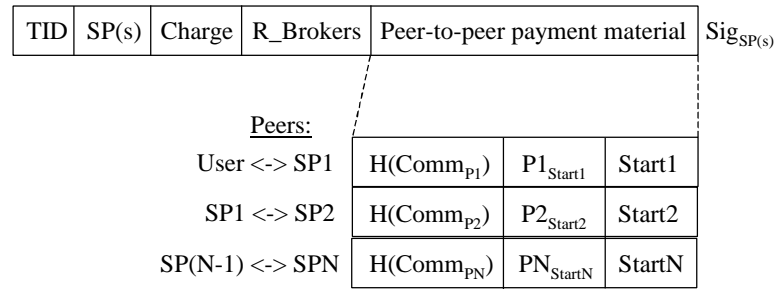 TID SP(s) Charge R_Brokers Peer-to-peer payment material Sig_SP(s)
Peers:
User <-> SP1 H(Comm_P1) P1_Start1 Start1
SP1 <-> SP2 H(Comm_P2) P2_Start2 Start2
SP(N-1) <-> SPN H(Comm_PN) PN_StartN StartN